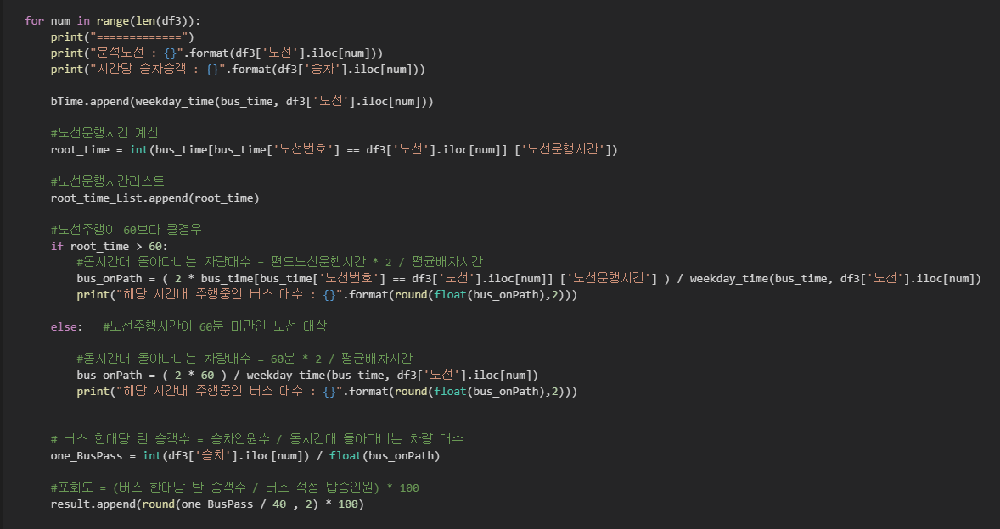 for num in range(len(df3)):
    print("=============")
    print("분석노선 : {}".format(df3['노선'].iloc[num]))
    print("시간당 승차승객 : {}".format(df3['승차'].iloc[num]))
    bTime.append(weekday_time(bus_time, df3['노선'].iloc[num]))
    #노선운행시간 계산
    root_time = int(bus_time[bus_time['노선번호'] == df3['노선'].iloc[num]] ['노선운행시간'])
    #노선운행시간리스트
    root_time_List.append(root_time)
    #노선주행이 60보다 클경우
    if root_time > 60:
        #동시간대 돌아다니는 차량대수 = 편도노선운행시간 * 2 / 평균배차시간
        bus_onPath = ( 2 * bus_time[bus_time['노선번호'] == df3['노선'].iloc[num]] ['노선운행시간'] ) / weekday_time(bus_time, df3['노선'].iloc[num])
        print("해당 시간내 주행중인 버스 대수 : {}".format(round(float(bus_onPath),2)))
    else:   #노선주행시간이 60분 미만인 노선 대상
        #동시간대 돌아다니는 차량대수 = 60분 * 2 / 평균배차시간
        bus_onPath = ( 2 * 60 ) / weekday_time(bus_time, df3['노선'].iloc[num])
        print("해당 시간내 주행중인 버스 대수 : {}".format(round(float(bus_onPath),2)))
    # 버스 한대당 탄 승객수 = 승차인원수 / 동시간대 돌아다니는 차량 대수
    one_BusPass = int(df3['승차'].iloc[num]) / float(bus_onPath)
    #포화도 = (버스 한대당 탄 승객수 / 버스 적정 탑승인원) * 100
    result.append(round(one_BusPass / 40 , 2) * 100)